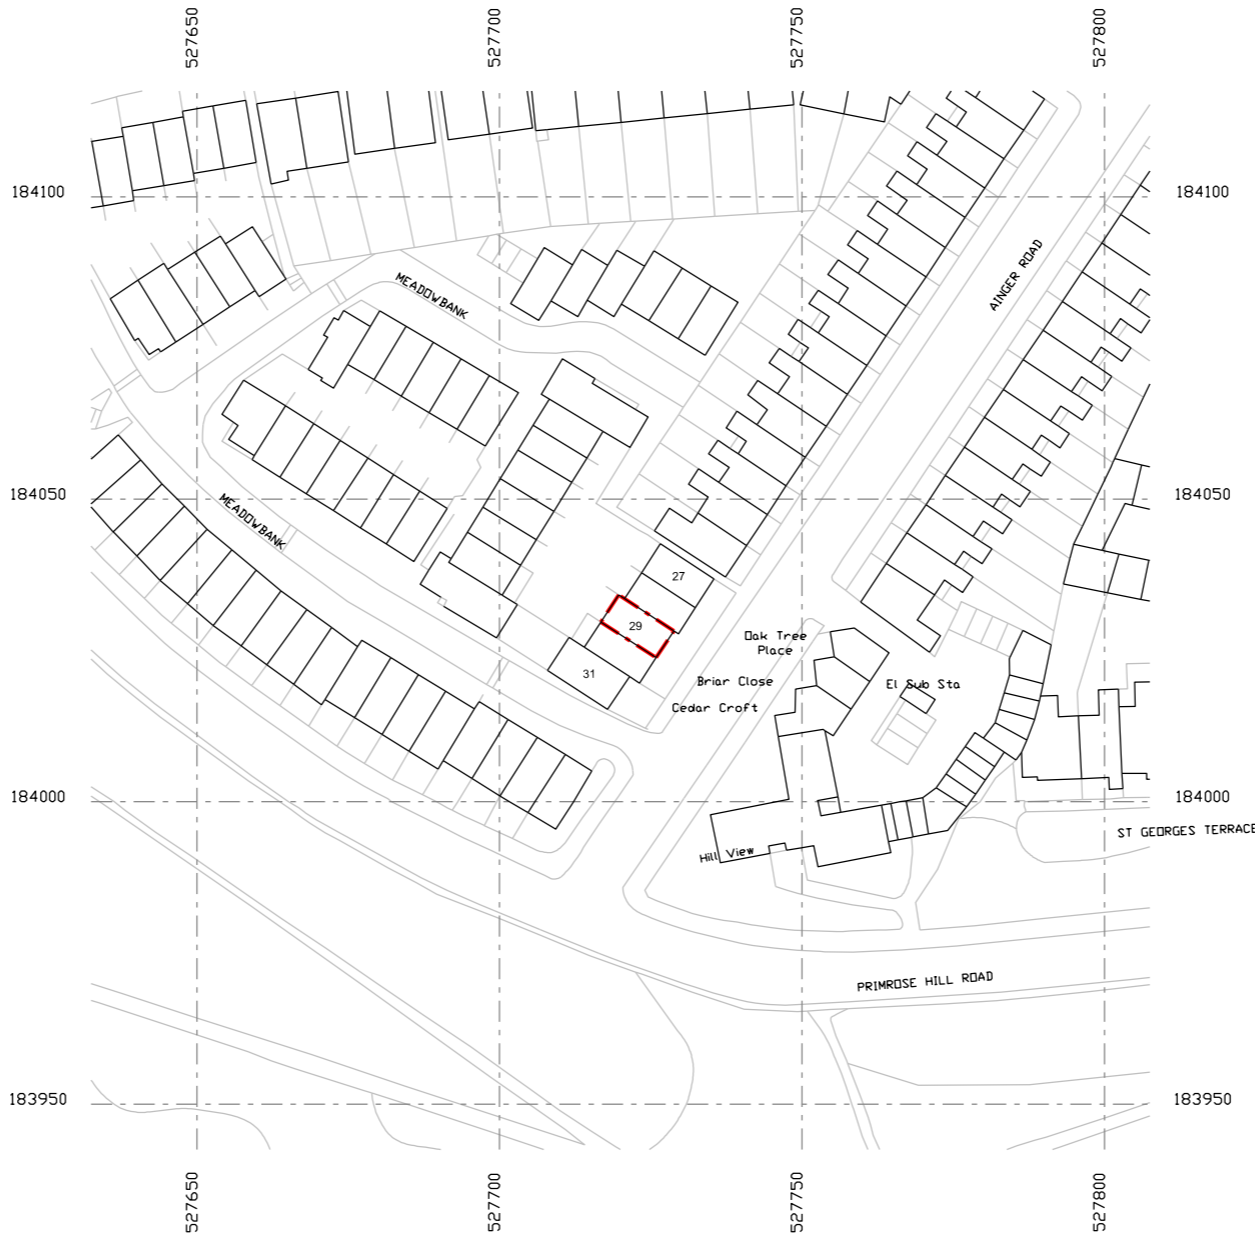 527650
527700
527750
527800
184100
184100
MEADOWBANK
AINGER ROAD
184050
184050
MEADOWBANK
27
29
31
Oak Tree
Place
Briar Close
Cedar Croft
El Sub Sta
184000
184000
ST GEORGES TERRACE
Hill View
PRIMROSE HILL ROAD
183950
183950
527650
527700
527750
527800